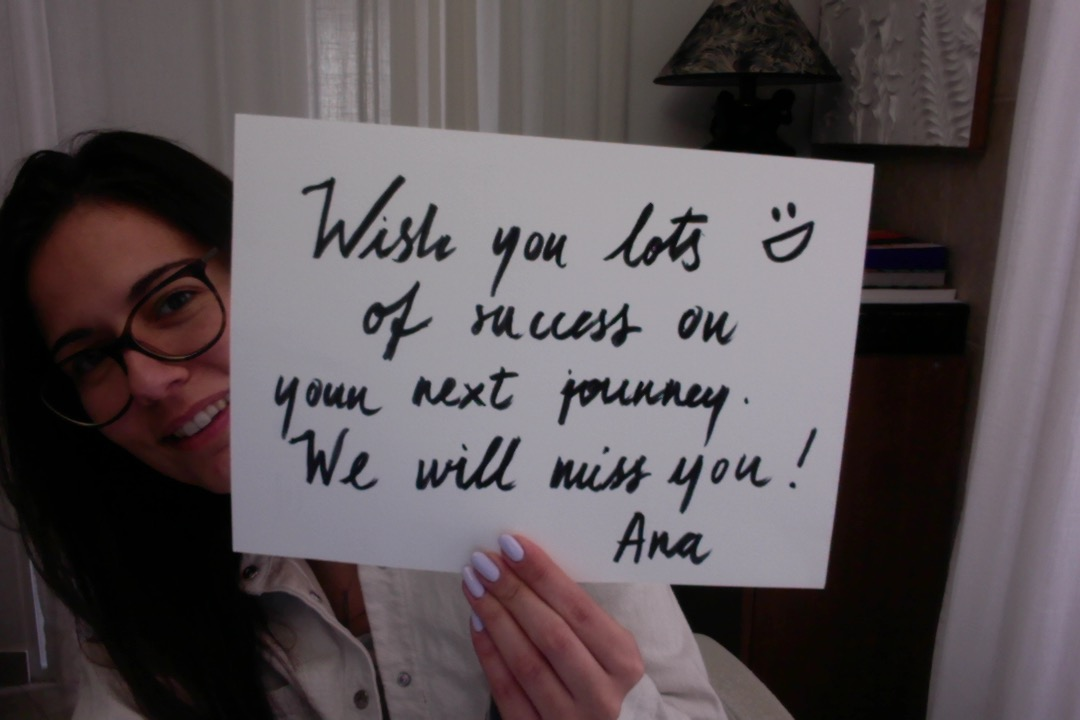 Wish you lots
of success on
your next journey.
We will miss you!
Ana